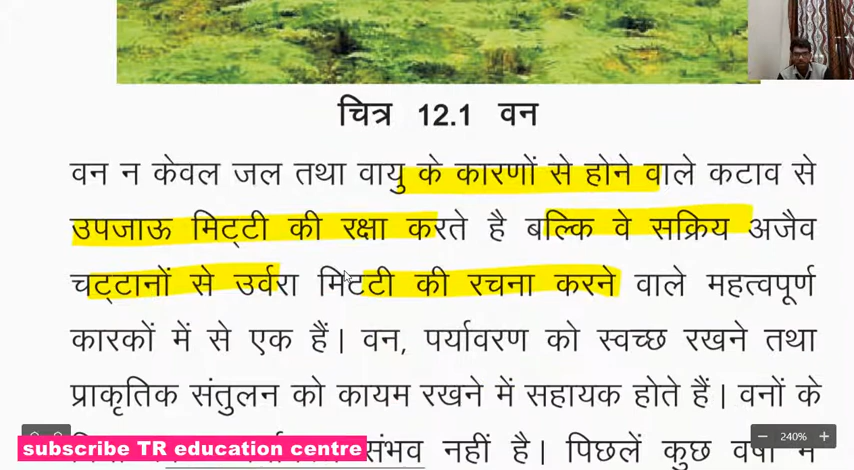 चित्र 12.1 वन
वन न केवल जल तथा वायु के कारणों से होने वाले कटाव से
उपजाऊ मिट्टी की रक्षा करते है बल्कि वे सक्रिय अजैव
चट्टानों से उर्वरा मिटटी की रचना करने वाले महत्वपूर्ण
कारकों में से एक हैं। वन, पर्यावरण को स्वच्छ रखने तथा
प्राकृतिक संतुलन को कायम रखने में सहायक होते हैं। वनों के
संभव नहीं है। पिछलें कुछ वर्षों में
240%
subscribe TR education centre